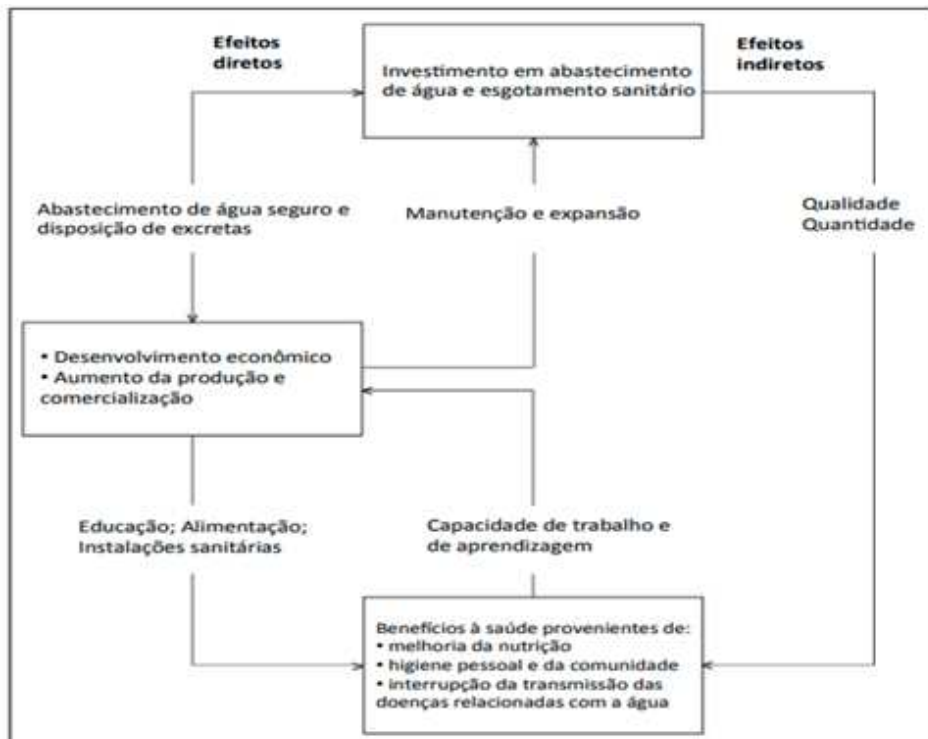 Efeitos
diretos
Investimento em abastecimento
de água e esgotamento sanitário
Efeitos
indiretos
Abastecimento de água seguro e
disposição de excretas
Manutenção e expansão
Qualidade
Quantidade
• Desenvolvimento econômico
• Aumento da produção e
comercialização
Educação; Alimentação;
Instalações sanitárias
Capacidade de trabalho e
de aprendizagem
Benefícios à saúde provenientes de:
• melhoria da nutrição
• higiene pessoal e da comunidade
• interrupção da transmissão das
doenças relacionadas com a água